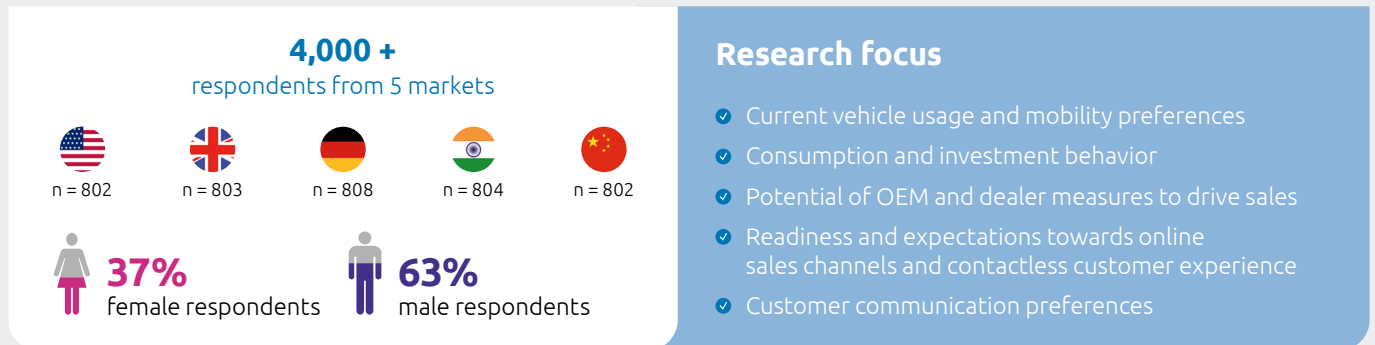 4,000 +
respondents from 5 markets
n = 802
n = 803
n = 808
n = 804
n = 802
37%
female respondents
63%
male respondents
Research focus
Current vehicle usage and mobility preferences
Consumption and investment behavior
Potential of OEM and dealer measures to drive sales
Readiness and expectations towards online
sales channels and contactless customer experience
Customer communication preferences